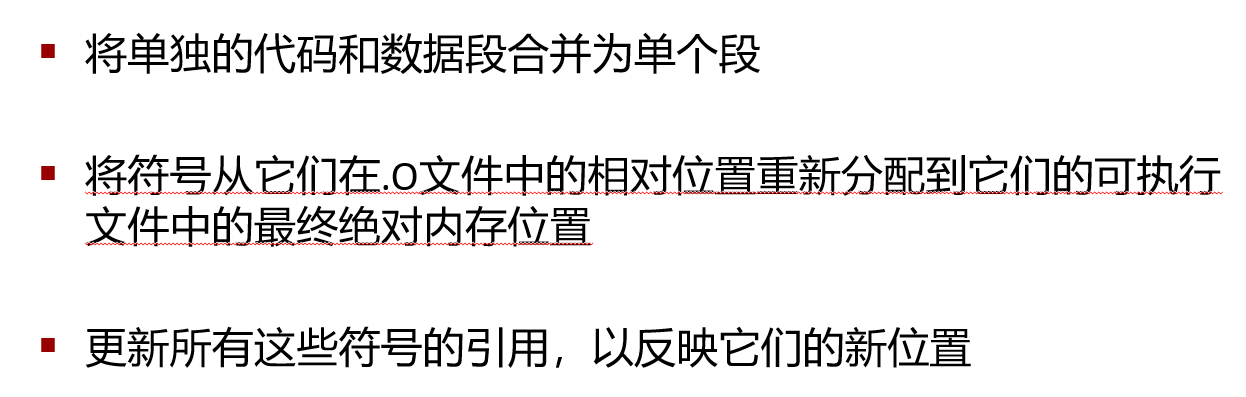 将单独的代码和数据段合并为单个段
将符号从它们在.o文件中的相对位置重新分配到它们的可执行
文件中的最终绝对内存位置
更新所有这些符号的引用，以反映它们的新位置